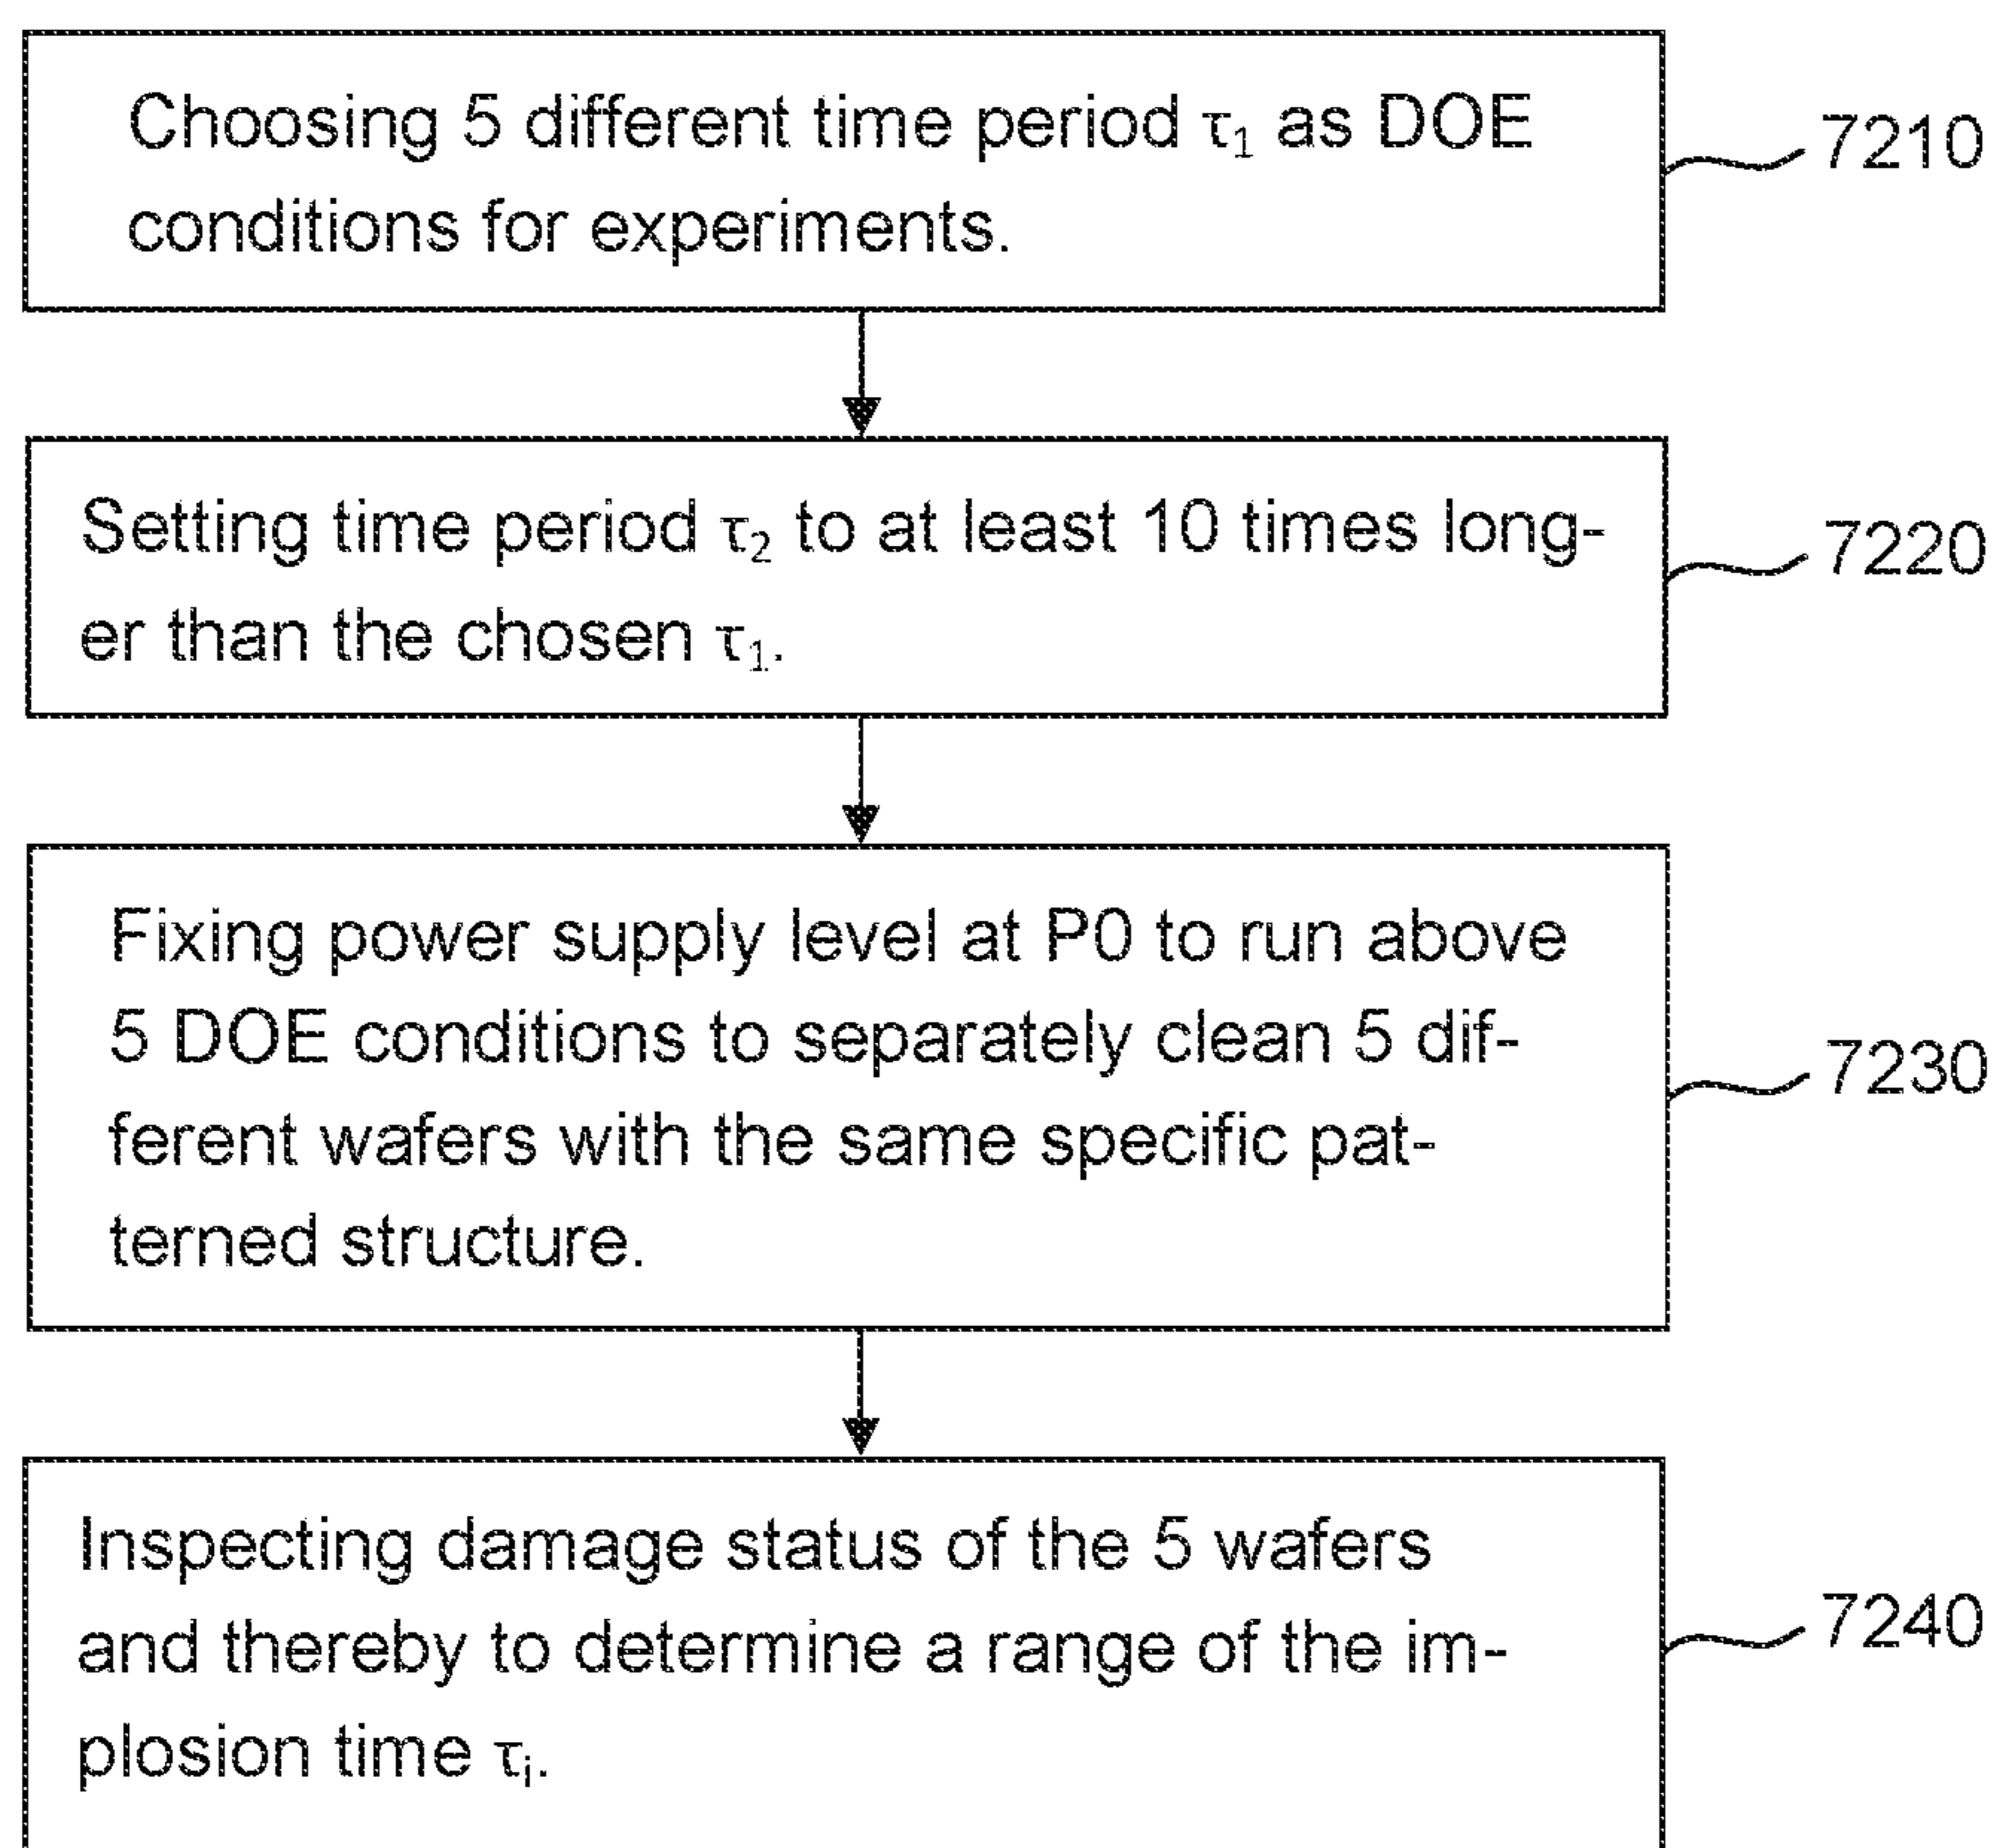 Choosing 5 different time period τ₁ as DOE
conditions for experiments.
7210
Setting time period τ₂ to at least 10 times long-
er than the chosen τ₁.
7220
Fixing power supply level at P0 to run above
5 DOE conditions to separately clean 5 dif-
ferent wafers with the same specific pat-
terned structure.
7230
Inspecting damage status of the 5 wafers
and thereby to determine a range of the im-
plosion time τᵢ.
7240